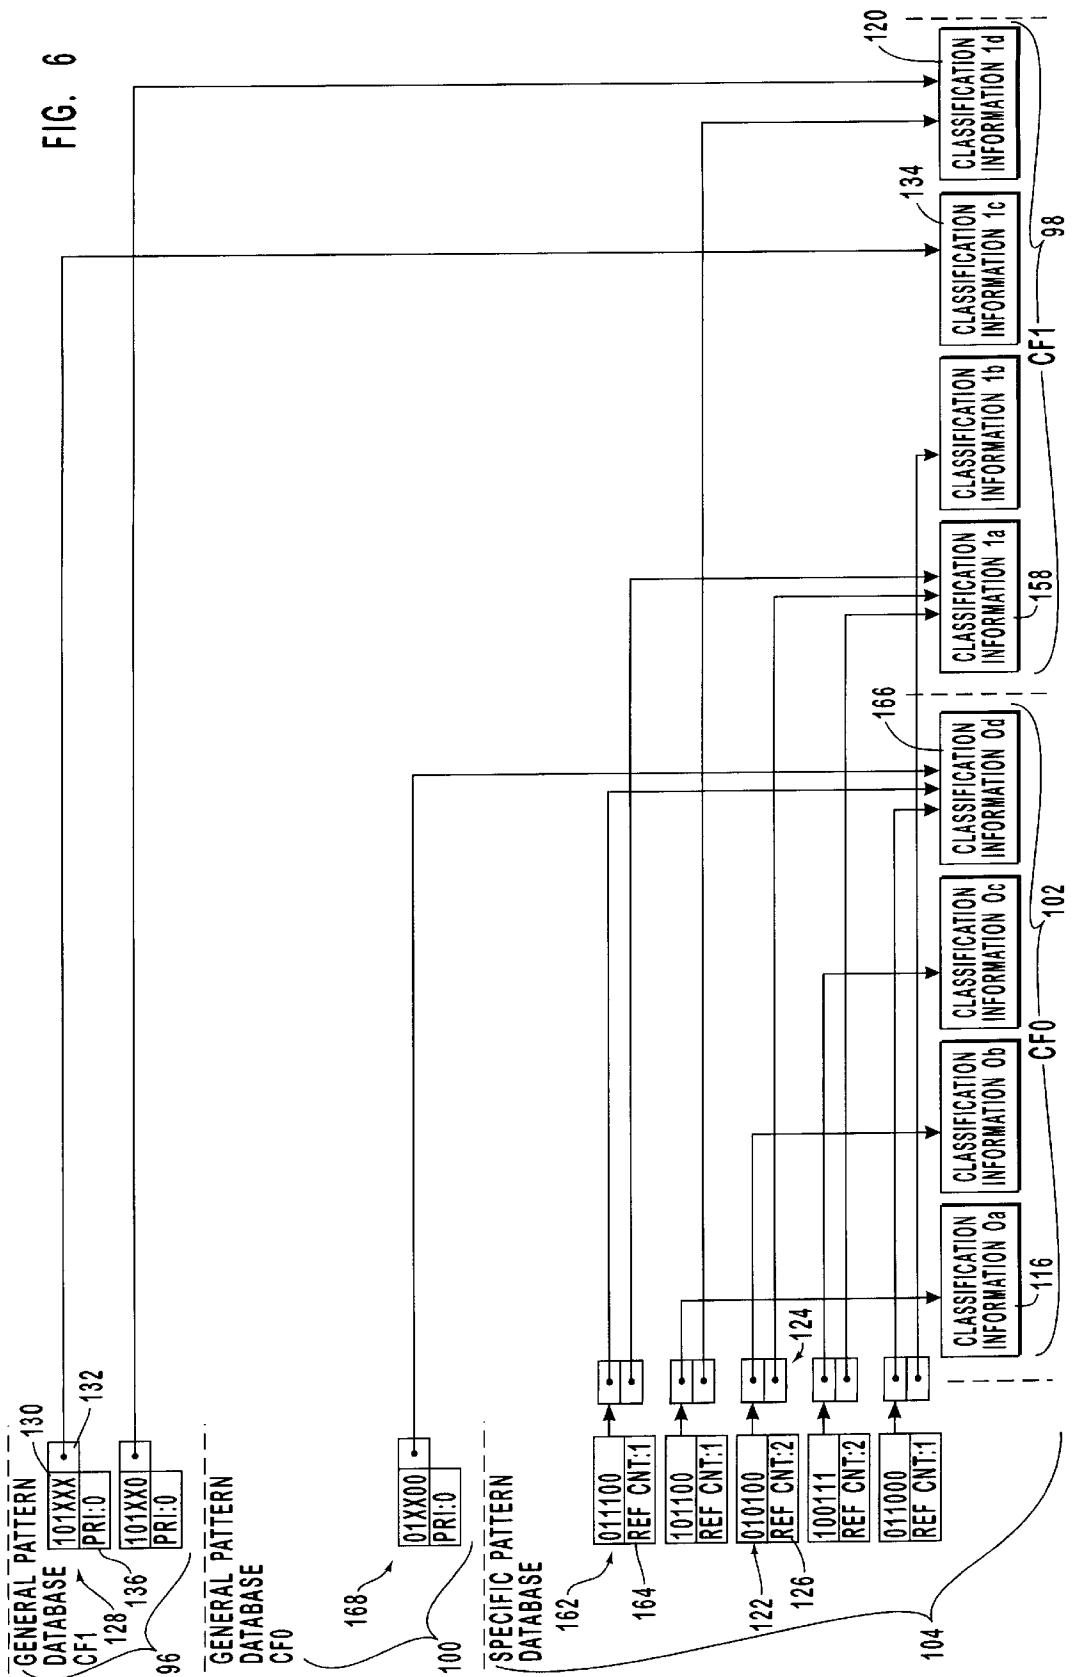 FIG. 6
GENERAL PATTERN
DATABASE
CF1
128
96
130
101XXX
PRI:0
132
136
101XX0
PRI:0
GENERAL PATTERN
DATABASE
CF0
168
01XX00
PRI:0
100
SPECIFIC PATTERN
DATABASE
162
011100
REF CNT:1
164
101100
REF CNT:1
122
010100
REF CNT:2
124
126
100111
REF CNT:2
011000
REF CNT:1
104
CLASSIFICATION
INFORMATION 0a
116
CLASSIFICATION
INFORMATION 0b
CLASSIFICATION
INFORMATION 0c
CLASSIFICATION
INFORMATION 0d
166
CF0
102
CLASSIFICATION
INFORMATION 1a
158
CLASSIFICATION
INFORMATION 1b
CLASSIFICATION
INFORMATION 1c
134
CLASSIFICATION
INFORMATION 1d
120
CF1
98